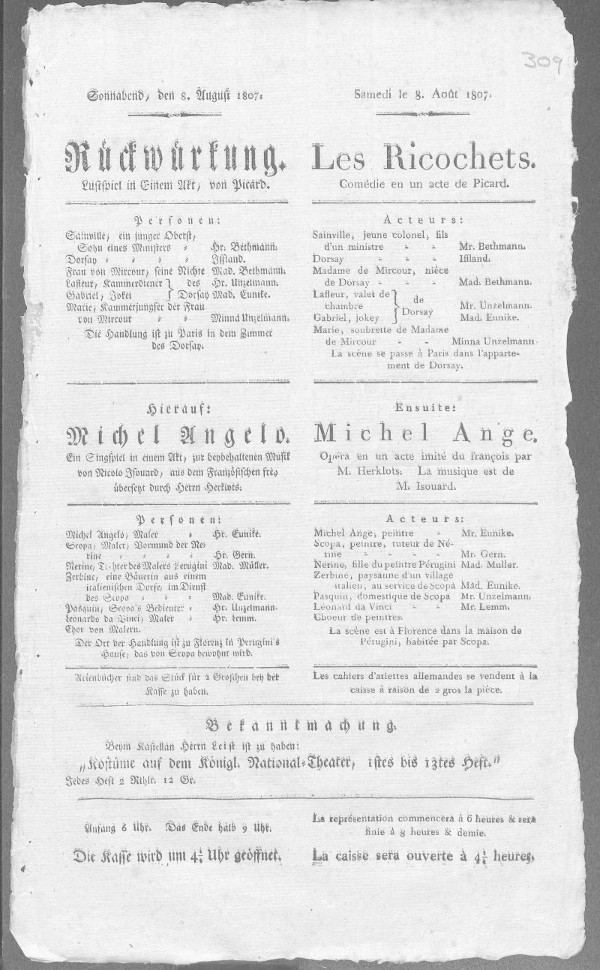 309
Sonnabend, den 8. August 1807.
Rückwürkung.
Lustspiel in Einem Akt, von Picard.
Personen:
Sainville, ein junger Oberst,
Sohn eines Ministers - Hr. Bethmann.
Dorsay - - - Iffland.
Frau von Mircour, seine Nichte Mad. Bethmann.
Lafleur, Kammerdiener } des Hr. Unzelmann.
Gabriel, Jokei } Dorsay Mad. Eunike.
Marie, Kammerjungfer der Frau
von Mircour - - Minna Unzelmann.
Die Handlung ist zu Paris in dem Zimmer
des Dorsay.
Hierauf:
Michel Angelo.
Ein Singspiel in einem Akt, zur beybehaltenen Musik
von Nicolo Isouard, aus dem Französischen frey
übersetzt durch Herrn Herklots.
Personen:
Michel Angelo, Maler - Hr. Eunike.
Scopa, Maler, Vormund der Ne-
rine - - - Hr. Gern.
Nerine, Tochter des Malers Perugini Mad. Müller.
Zerbine, eine Bäuerin aus einem
italienischen Dorfe, im Dienst
des Scopa - - Mad. Eunike.
Pasquin, Scopa's Bedienter - Hr. Unzelmann.
Leonardo da Vinci, Maler - Hr. Lemm.
Chor von Malern.
Der Ort der Handlung ist zu Florenz in Perugini's
Hause, das von Scopa bewohnt wird.
Arienbücher sind das Stück für 2 Groschen bey der
Kasse zu haben.
Samedi le 8. Août 1807.
Les Ricochets.
Comédie en un acte de Picard.
Acteurs:
Sainville, jeune colonel, fils
d'un ministre - - Mr. Bethmann.
Dorsay - - - Iffland.
Madame de Mircour, nièce
de Dorsay - - - Mad. Bethmann.
Lafleur, valet de } de
chambre } Dorsay Mr. Unzelmann.
Gabriel, jokey } Mad. Eunike.
Marie, soubrette de Madame
de Mircour - - Minna Unzelmann.
La scène se passe à Paris dans l'apparte-
ment de Dorsay.
Ensuite:
Michel Ange.
Opéra en un acte imité du françois par
M. Herklots. La musique est de
M. Isouard.
Acteurs:
Michel Ange, peintre - Mr. Eunike.
Scopa, peintre, tuteur de Né-
rine - - - - Mr. Gern.
Nerine, fille du peintre Pérugini Mad. Muller.
Zerbine, paysanne d'un village
italien, au service de Scopa Mad. Eunike.
Pasquin, domestique de Scopa Mr. Unzelmann.
Léonard da Vinci - Mr. Lemm.
Choeur de peintres.
La scène est à Florence dans la maison de
Pérugini, habitée par Scopa.
Les cahiers d'ariettes allemandes se vendent à la
caisse à raison de 2 gros la pièce.
Bekanntmachung.
Beym Kastellan Herrn Leist ist zu haben:
„Kostüme auf dem Königl. National-Theater, 1stes bis 13tes Heft."
Jedes Heft 2 Rthlr. 12 Gr.
Anfang 6 Uhr. Das Ende halb 9 Uhr.
Die Kasse wird um 4½ Uhr geöffnet.
La représentation commencera à 6 heures & sera
finie à 8 heures & demie.
La caisse sera ouverte à 4½ heures.